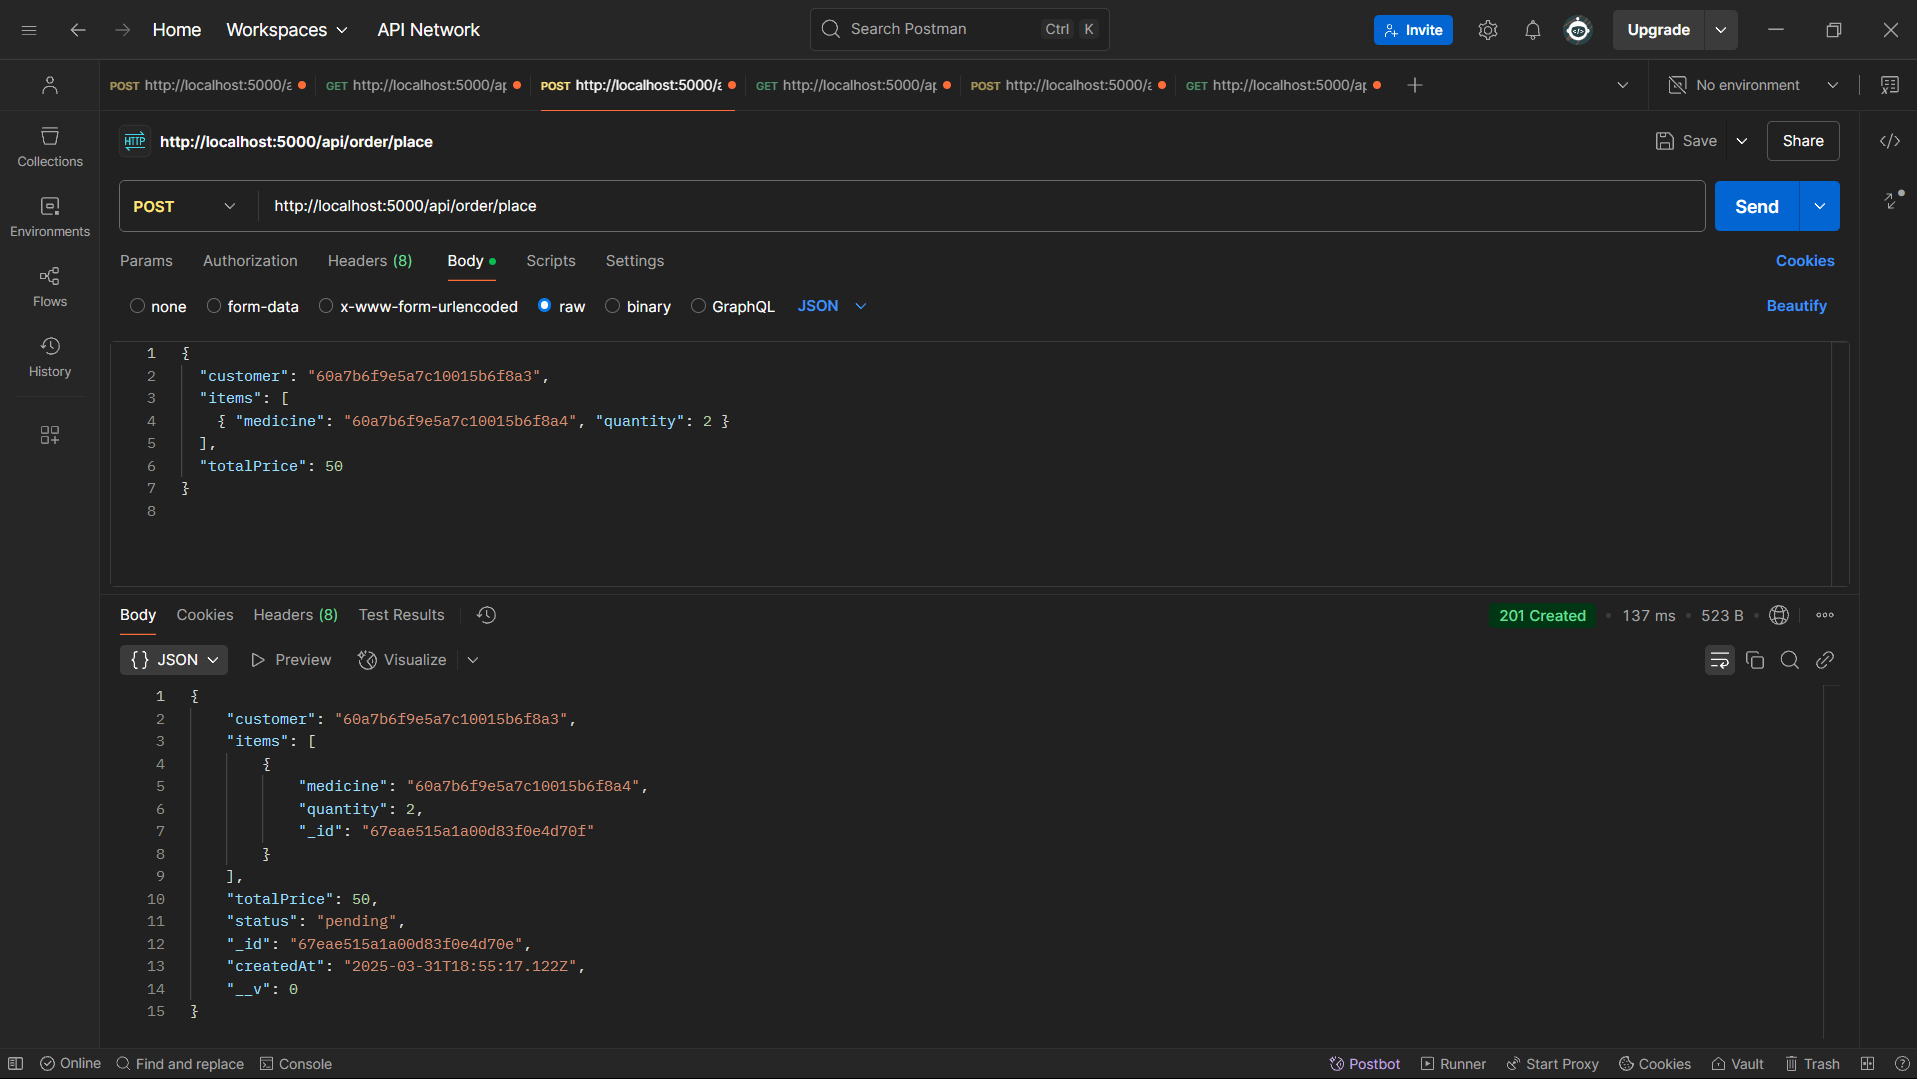 Home Workspaces API Network Search Postman Ctrl K Invite Upgrade
POST http://localhost:5000/a GET http://localhost:5000/ap POST http://localhost:5000/a GET http://localhost:5000/ap POST http://localhost:5000/a GET http://localhost:5000/ap No environment
HTTP http://localhost:5000/api/order/place Save Share
Collections
POST http://localhost:5000/api/order/place Send
Environments
Params Authorization Headers (8) Body Scripts Settings Cookies
Flows
none form-data x-www-form-urlencoded raw binary GraphQL JSON Beautify
History
1 {
2 "customer": "60a7b6f9e5a7c10015b6f8a3",
3 "items": [
4 { "medicine": "60a7b6f9e5a7c10015b6f8a4", "quantity": 2 }
5 ],
6 "totalPrice": 50
7 }
8
Body Cookies Headers (8) Test Results 201 Created 137 ms 523 B
{} JSON Preview Visualize
1 {
2 "customer": "60a7b6f9e5a7c10015b6f8a3",
3 "items": [
4 {
5 "medicine": "60a7b6f9e5a7c10015b6f8a4",
6 "quantity": 2,
7 "_id": "67eae515a1a00d83f0e4d70f"
8 }
9 ],
10 "totalPrice": 50,
11 "status": "pending",
12 "_id": "67eae515a1a00d83f0e4d70e",
13 "createdAt": "2025-03-31T18:55:17.122Z",
14 "__v": 0
15 }
Online Find and replace Console Postbot Runner Start Proxy Cookies Vault Trash